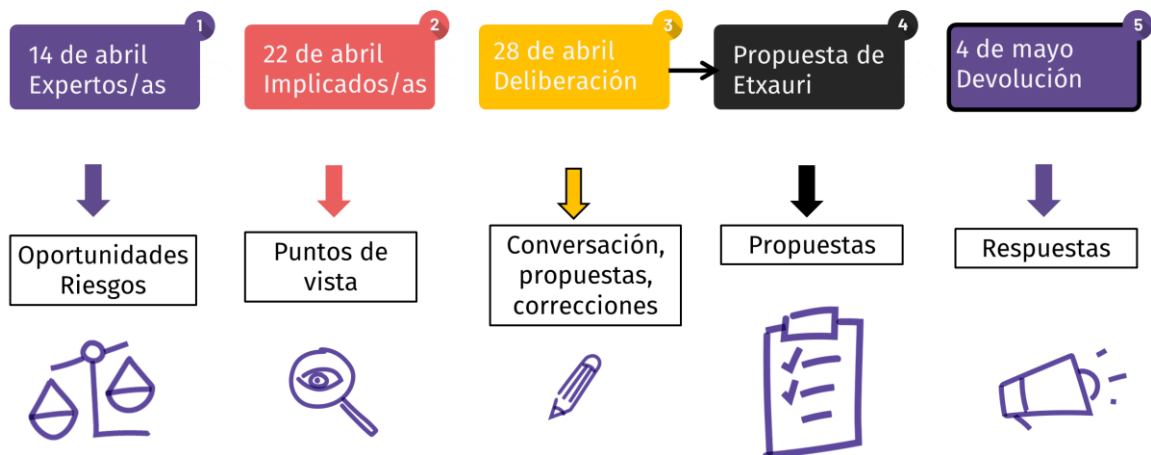 1
14 de abril
Expertos/as
2
22 de abril
Implicados/as
3
28 de abril
Deliberación
4
Propuesta de
Etxauri
5
4 de mayo
Devolución
Oportunidades
Riesgos
Puntos de
vista
Conversación,
propuestas,
correcciones
Propuestas
Respuestas